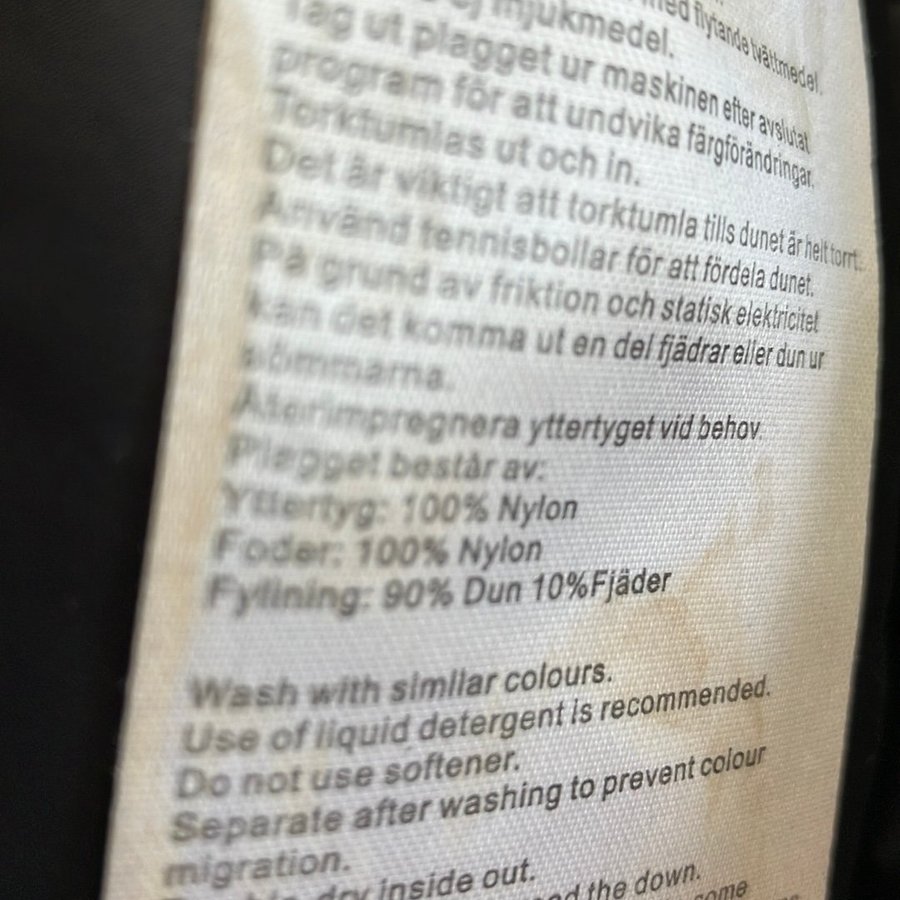 med flytande tvättmedel.
ej mjukmedel.
Tag ut plagget ur maskinen efter avslutat
program för att undvika färgförändringar.
Torktumlas ut och in.
Det är viktigt att torktumla tills dunet är helt torrt.
Använd tennisbollar för att fördela dunet.
På grund av friktion och statisk elektricitet
kan det komma ut en del fjädrar eller dun ur
sömmarna.
Återimpregnera yttertyget vid behov.
Plagget består av:
Yttertyg: 100% Nylon
Foder: 100% Nylon
Fyllning: 90% Dun 10%Fjäder
Wash with similar colours.
Use of liquid detergent is recommended.
Do not use softener.
Separate after washing to prevent colour
migration.
dry inside out.
the down.
come